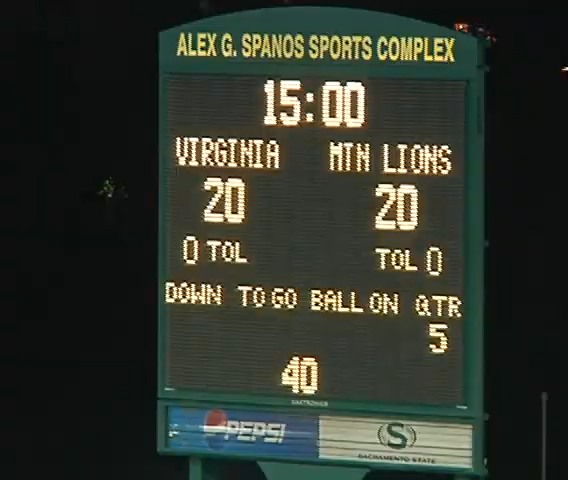 ALEX G. SPANOS SPORTS COMPLEX
15:00
VIRGINIA MTN LIONS
20 20
0 TOL TOL 0
DOWN TO GO BALL ON QTR
5
40
DAKTRONICS
PEPSI S
SACRAMENTO STATE